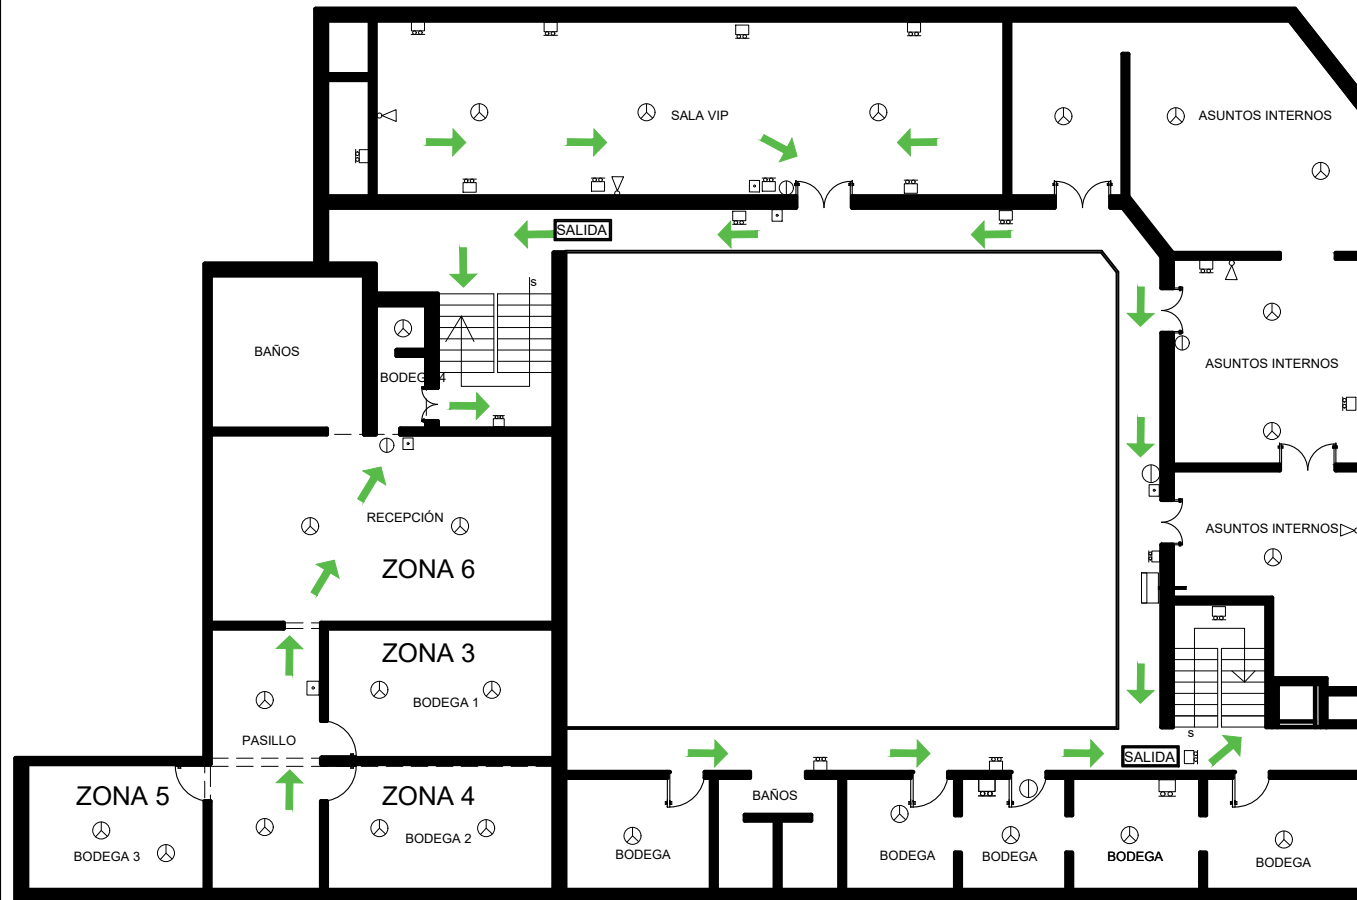 SALA VIP
ASUNTOS INTERNOS
SALIDA
S
BAÑOS
ASUNTOS INTERNOS
BODEGA 4
RECEPCIÓN
ASUNTOS INTERNOS
ZONA 6
ZONA 3
BODEGA 1
PASILLO
S
SALIDA
ZONA 5
ZONA 4
BAÑOS
BODEGA 2
BODEGA 3
BODEGA
BODEGA
BODEGA
BODEGA
BODEGA